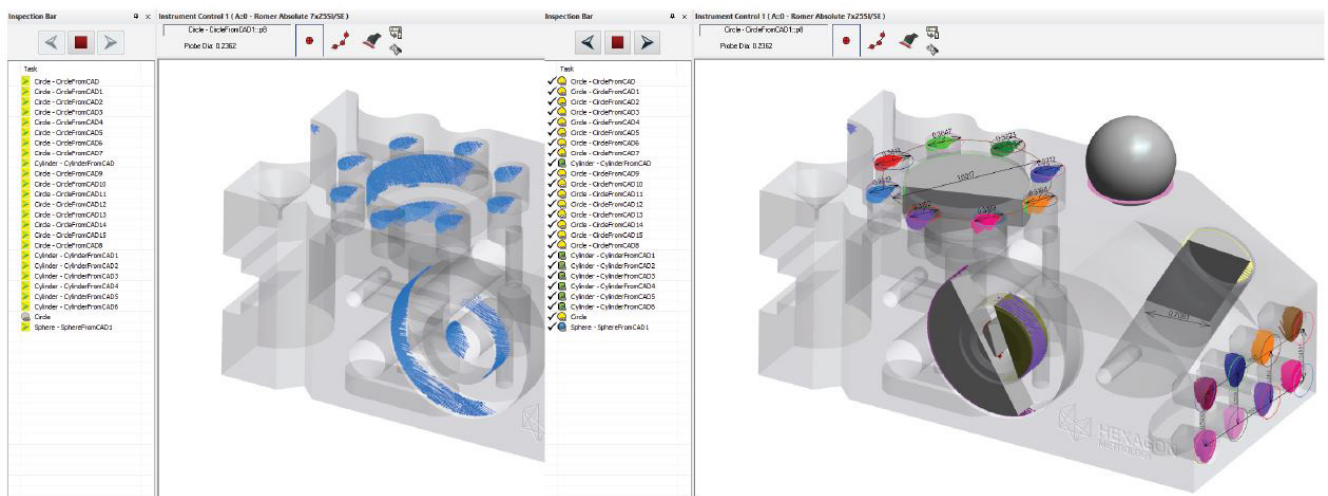 Inspection Bar
Instrument Control 1 ( A::0 - Romer Absolute 7x25SI/SE )
Circle - CircleFromCAD1::p8
Probe Dia: 0.2362
Task
Circle - CircleFromCAD
Circle - CircleFromCAD1
Circle - CircleFromCAD2
Circle - CircleFromCAD3
Circle - CircleFromCAD4
Circle - CircleFromCAD5
Circle - CircleFromCAD6
Circle - CircleFromCAD7
Cylinder - CylinderFromCAD
Circle - CircleFromCAD9
Circle - CircleFromCAD10
Circle - CircleFromCAD11
Circle - CircleFromCAD12
Circle - CircleFromCAD13
Circle - CircleFromCAD14
Circle - CircleFromCAD15
Circle - CircleFromCAD8
Cylinder - CylinderFromCAD1
Cylinder - CylinderFromCAD2
Cylinder - CylinderFromCAD3
Cylinder - CylinderFromCAD4
Cylinder - CylinderFromCAD5
Cylinder - CylinderFromCAD6
Circle
Sphere - SphereFromCAD1
Inspection Bar
Instrument Control 1 ( A::0 - Romer Absolute 7x25SI/SE )
Circle - CircleFromCAD1::p8
Probe Dia: 0.2362
Task
Circle - CircleFromCAD
Circle - CircleFromCAD1
Circle - CircleFromCAD2
Circle - CircleFromCAD3
Circle - CircleFromCAD4
Circle - CircleFromCAD5
Circle - CircleFromCAD6
Circle - CircleFromCAD7
Cylinder - CylinderFromCAD
Circle - CircleFromCAD9
Circle - CircleFromCAD10
Circle - CircleFromCAD11
Circle - CircleFromCAD12
Circle - CircleFromCAD13
Circle - CircleFromCAD14
Circle - CircleFromCAD15
Circle - CircleFromCAD8
Cylinder - CylinderFromCAD1
Cylinder - CylinderFromCAD2
Cylinder - CylinderFromCAD3
Cylinder - CylinderFromCAD4
Cylinder - CylinderFromCAD5
Cylinder - CylinderFromCAD6
Circle
Sphere - SphereFromCAD1
HEXAGON
METROLOGY